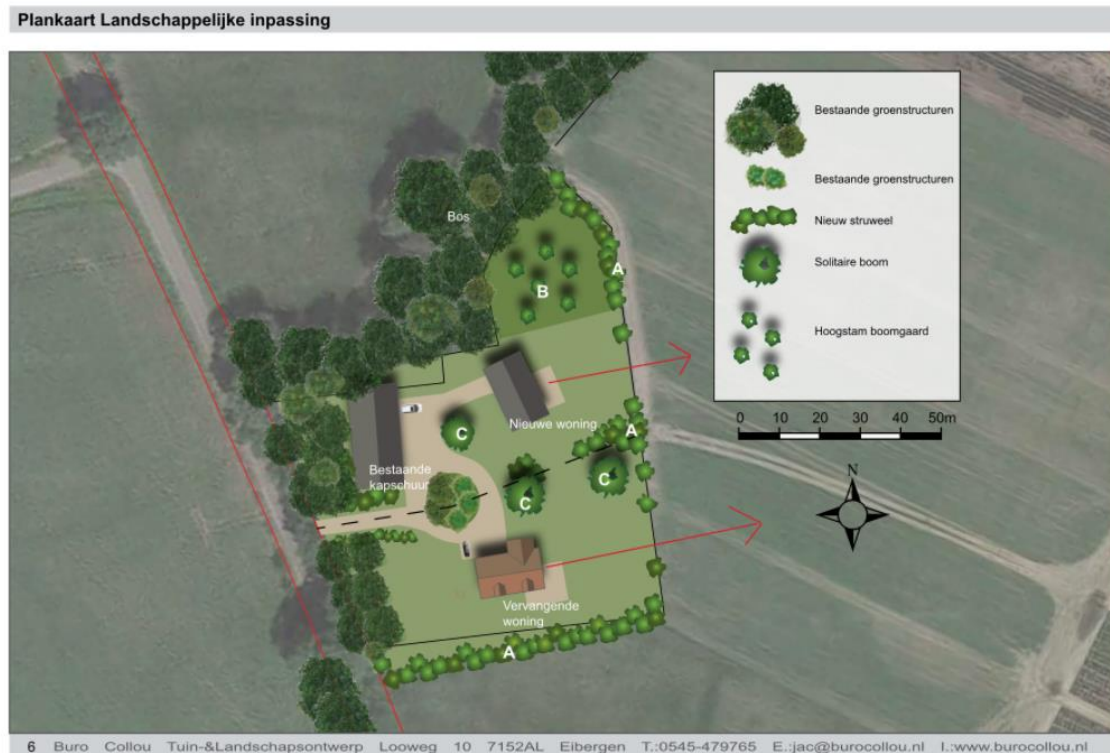 Plankaart Landschappelijke inpassing
Bestaande groenstructuren
Bestaande groenstructuren
Nieuw struweel
Solitaire boom
Hoogstam boomgaard
0 10 20 30 40 50m
N
Bos
A
B
Nieuwe woning
C
A
Bestaande
kapschuur
C
C
Vervangende
woning
A
6 Buro Collou Tuin-&Landschapsontwerp Looweg 10 7152AL Eibergen T.:0545-479765 E.:jac@burocollou.nl I.:www.burocollou.nl